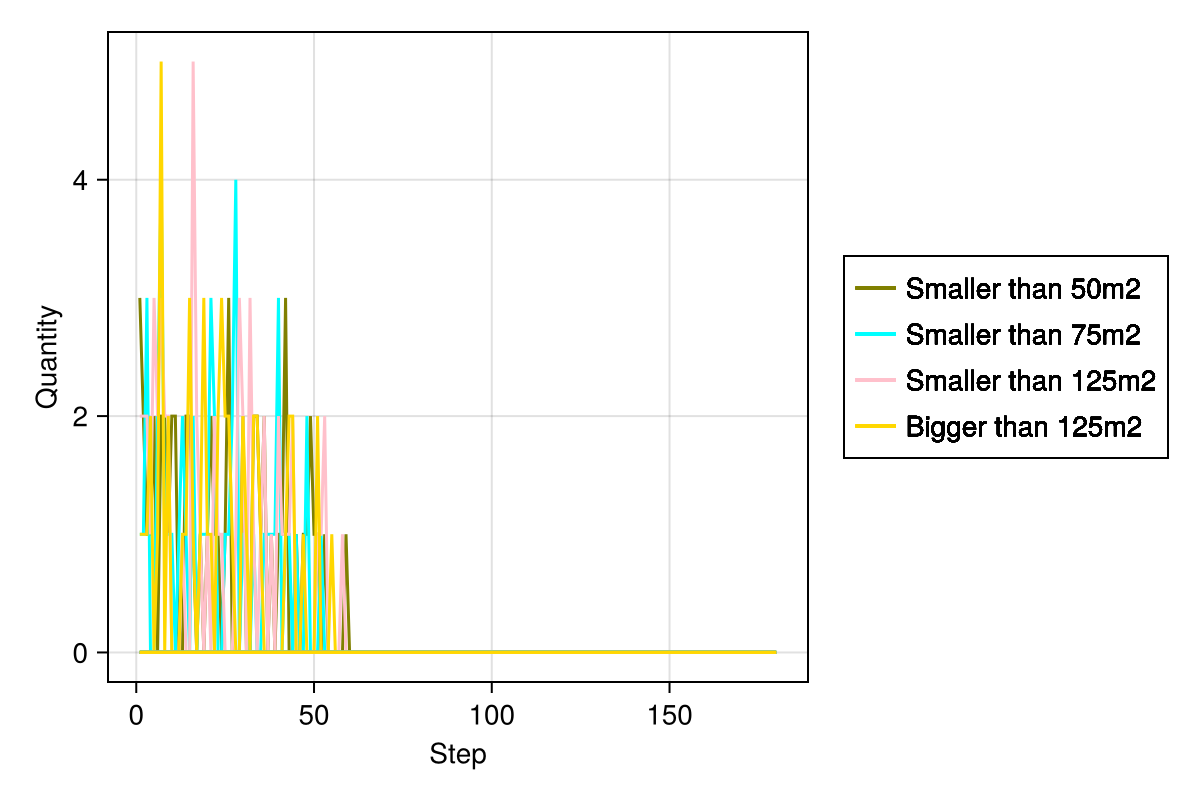 4
2
0
Quantity
0
50
100
150
Step
Smaller than 50m2
Smaller than 75m2
Smaller than 125m2
Bigger than 125m2